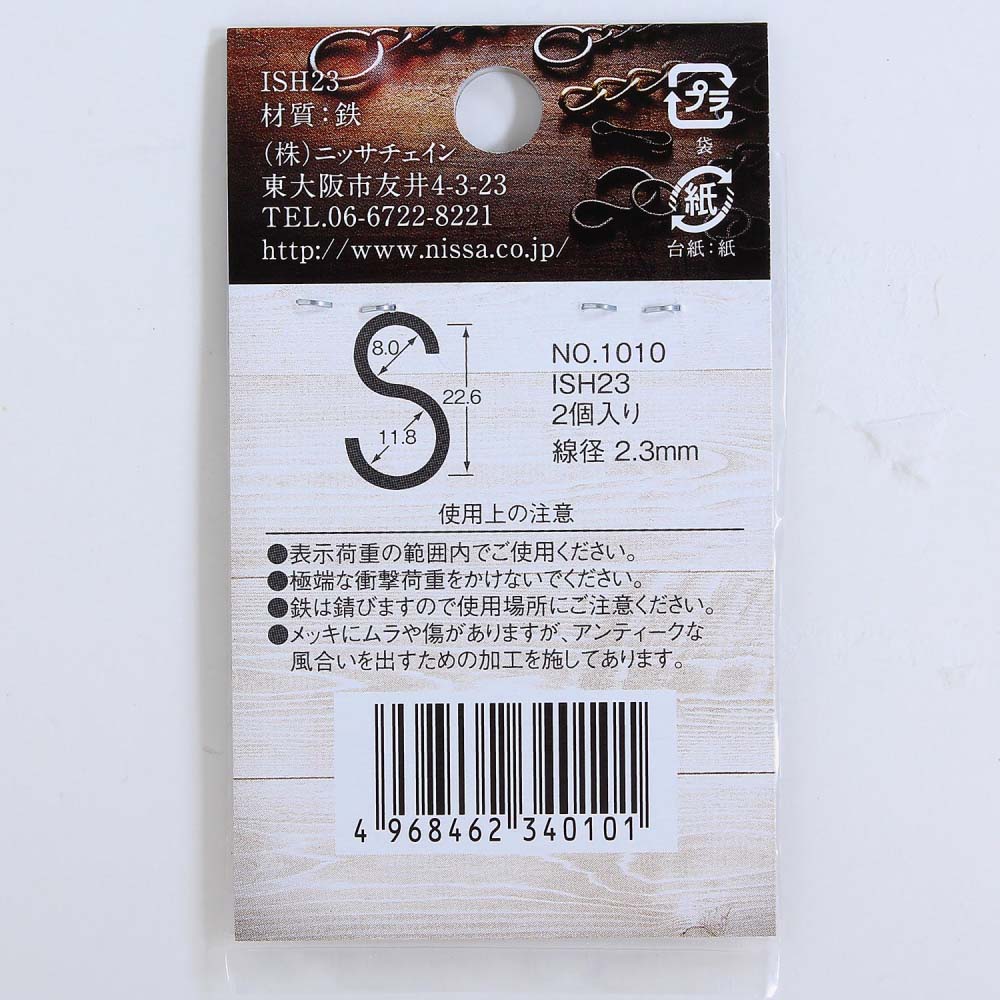 ISH23
材質：鉄
（株）ニッサチェイン
東大阪市友井4-3-23
TEL.06-6722-8221
http://www.nissa.co.jp/
プラ
袋
紙
台紙：紙
8.0
22.6
11.8
NO.1010
ISH23
2個入り
線径 2.3mm
使用上の注意
●表示荷重の範囲内でご使用ください。
●極端な衝撃荷重をかけないでください。
●鉄は錆びますので使用場所にご注意ください。
●メッキにムラや傷がありますが、アンティークな
風合いを出すための加工を施してあります。
4 968462 340101